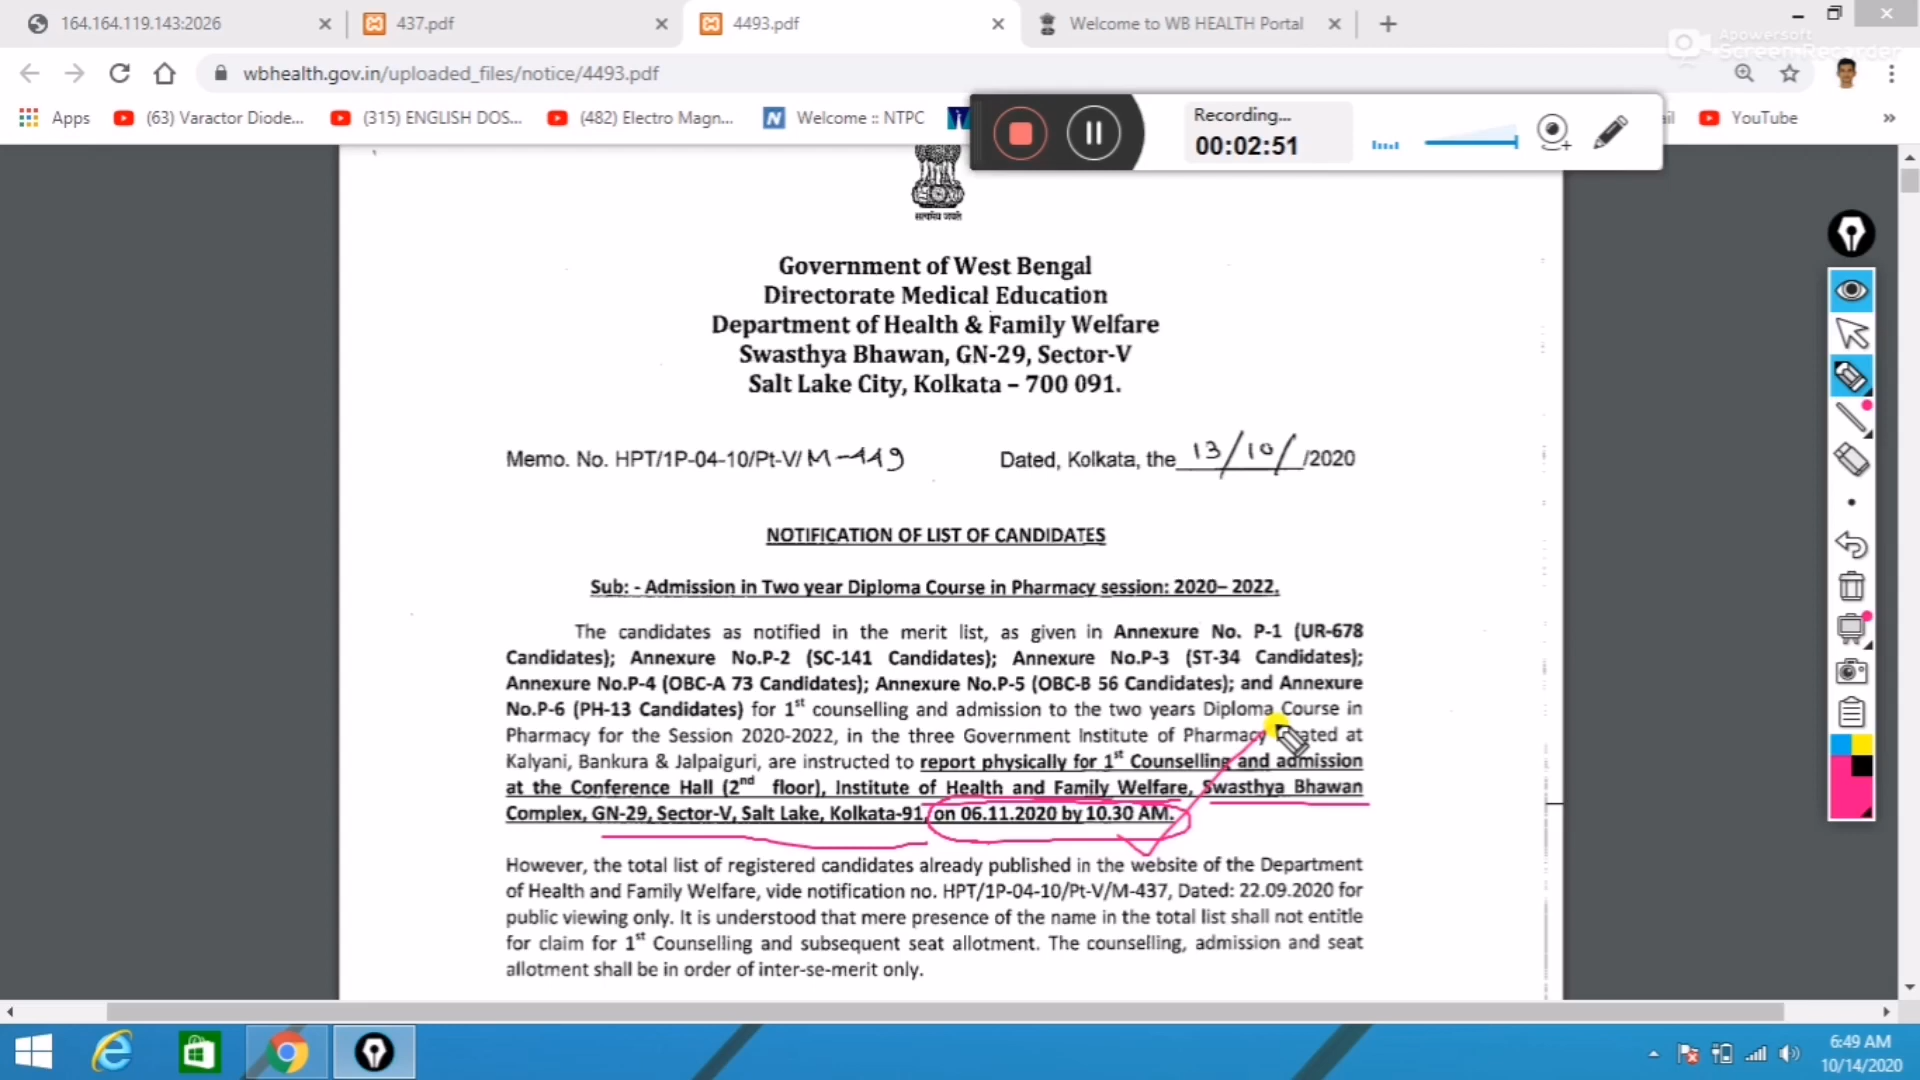 164.164.119.143:2026
437.pdf
4493.pdf
Welcome to WB HEALTH Portal
Apowersoft
Screen Recorder
wbhealth.gov.in/uploaded_files/notice/4493.pdf
Apps
(63) Varactor Diode...
(315) ENGLISH DOS...
(482) Electro Magn...
Welcome :: NTPC
Recording...
00:02:51
ail
YouTube
»
सत्यमेव जयते
Government of West Bengal
Directorate Medical Education
Department of Health & Family Welfare
Swasthya Bhawan, GN-29, Sector-V
Salt Lake City, Kolkata – 700 091.
Memo. No. HPT/1P-04-10/Pt-V/ M-449
Dated, Kolkata, the 13/10/ /2020
NOTIFICATION OF LIST OF CANDIDATES
Sub: - Admission in Two year Diploma Course in Pharmacy session: 2020– 2022.
The candidates as notified in the merit list, as given in Annexure No. P-1 (UR-678
Candidates); Annexure No.P-2 (SC-141 Candidates); Annexure No.P-3 (ST-34 Candidates);
Annexure No.P-4 (OBC-A 73 Candidates); Annexure No.P-5 (OBC-B 56 Candidates); and Annexure
No.P-6 (PH-13 Candidates) for 1st counselling and admission to the two years Diploma Course in
Pharmacy for the Session 2020-2022, in the three Government Institute of Pharmacy ated at
Kalyani, Bankura & Jalpaiguri, are instructed to report physically for 1st Counselling and admission
at the Conference Hall (2nd floor), Institute of Health and Family Welfare, Swasthya Bhawan
Complex, GN-29, Sector-V, Salt Lake, Kolkata-91, on 06.11.2020 by 10.30 AM.
However, the total list of registered candidates already published in the website of the Department
of Health and Family Welfare, vide notification no. HPT/1P-04-10/Pt-V/M-437, Dated: 22.09.2020 for
public viewing only. It is understood that mere presence of the name in the total list shall not entitle
for claim for 1st Counselling and subsequent seat allotment. The counselling, admission and seat
allotment shall be in order of inter-se-merit only.
6:49 AM
10/14/2020